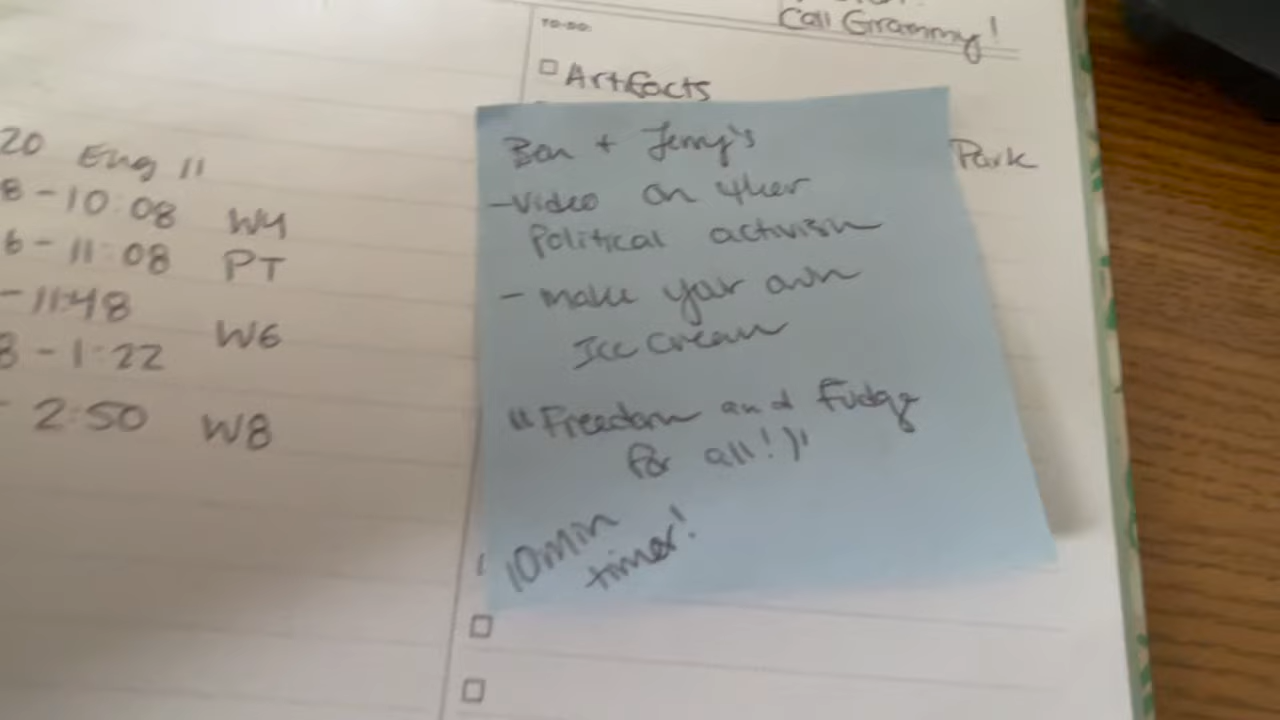 Call Grammy!
TO-DO:
Artifacts
Park
20 Eng 11
8-10:08 W4
6-11:08 PT
-11:48
W6
8-1:22
- 2:50 W8
Ben + Jerry's
-Video on their
Political activism
- make your own
Ice Cream
"Freedom and Fudge
for all!"
10min
timer!